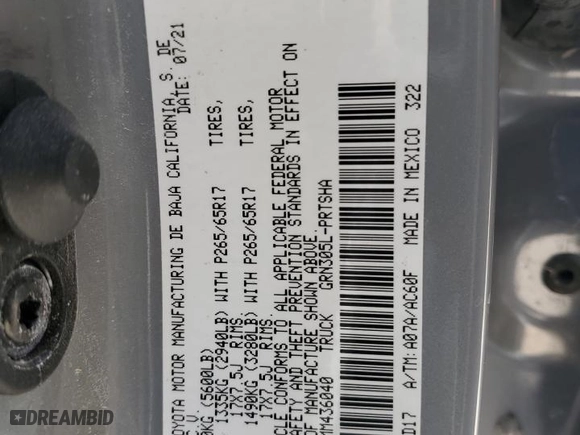 TOYOTA MOTOR MANUFACTURING DE BAJA CALIFORNIA, S. DE
V. DATE: 07/21
KG (5600LB)
1335KG (2940LB) WITH P265/65R17 TIRES,
17X7.5J RIMS
1490KG (3280LB) WITH P265/65R17 TIRES,
17X7.5J RIMS
CLE CONFORMS TO ALL APPLICABLE FEDERAL MOTOR
AFETY AND THEFT PREVENTION STANDARDS IN EFFECT ON
OF MANUFACTURE SHOWN ABOVE
MM436040 TRUCK GRN305L-PRTSHA
D17 A/TM: A07A/AC60F MADE IN MEXICO 322
DREAMBID